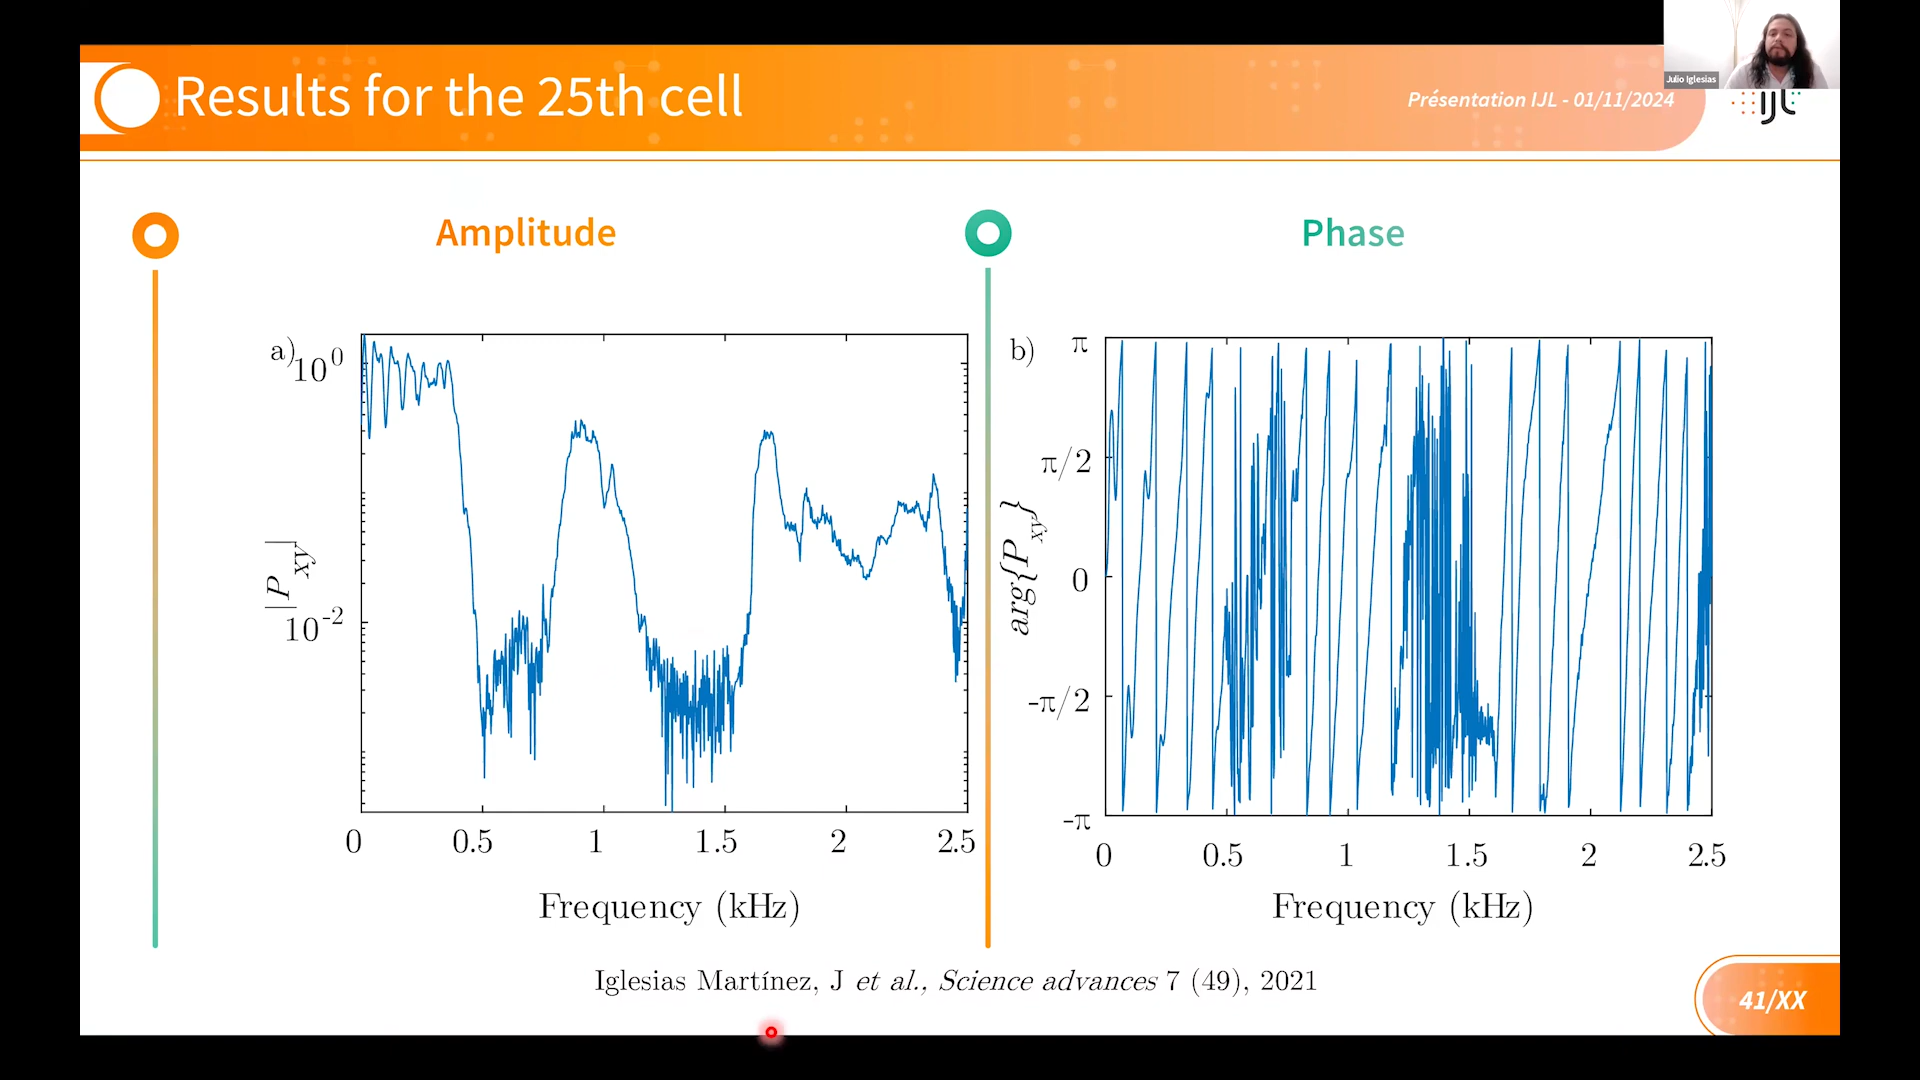 Julio Iglesias
Results for the 25th cell
Présentation IJL - 01/11/2024
ijL
Amplitude
Phase
a)
10^0
10^-2
|P_xy|
0 0.5 1 1.5 2 2.5
Frequency (kHz)
b)
π
π/2
0
-π/2
-π
arg{P_xy}
0 0.5 1 1.5 2 2.5
Frequency (kHz)
Iglesias Martínez, J et al., Science advances 7 (49), 2021
41/XX